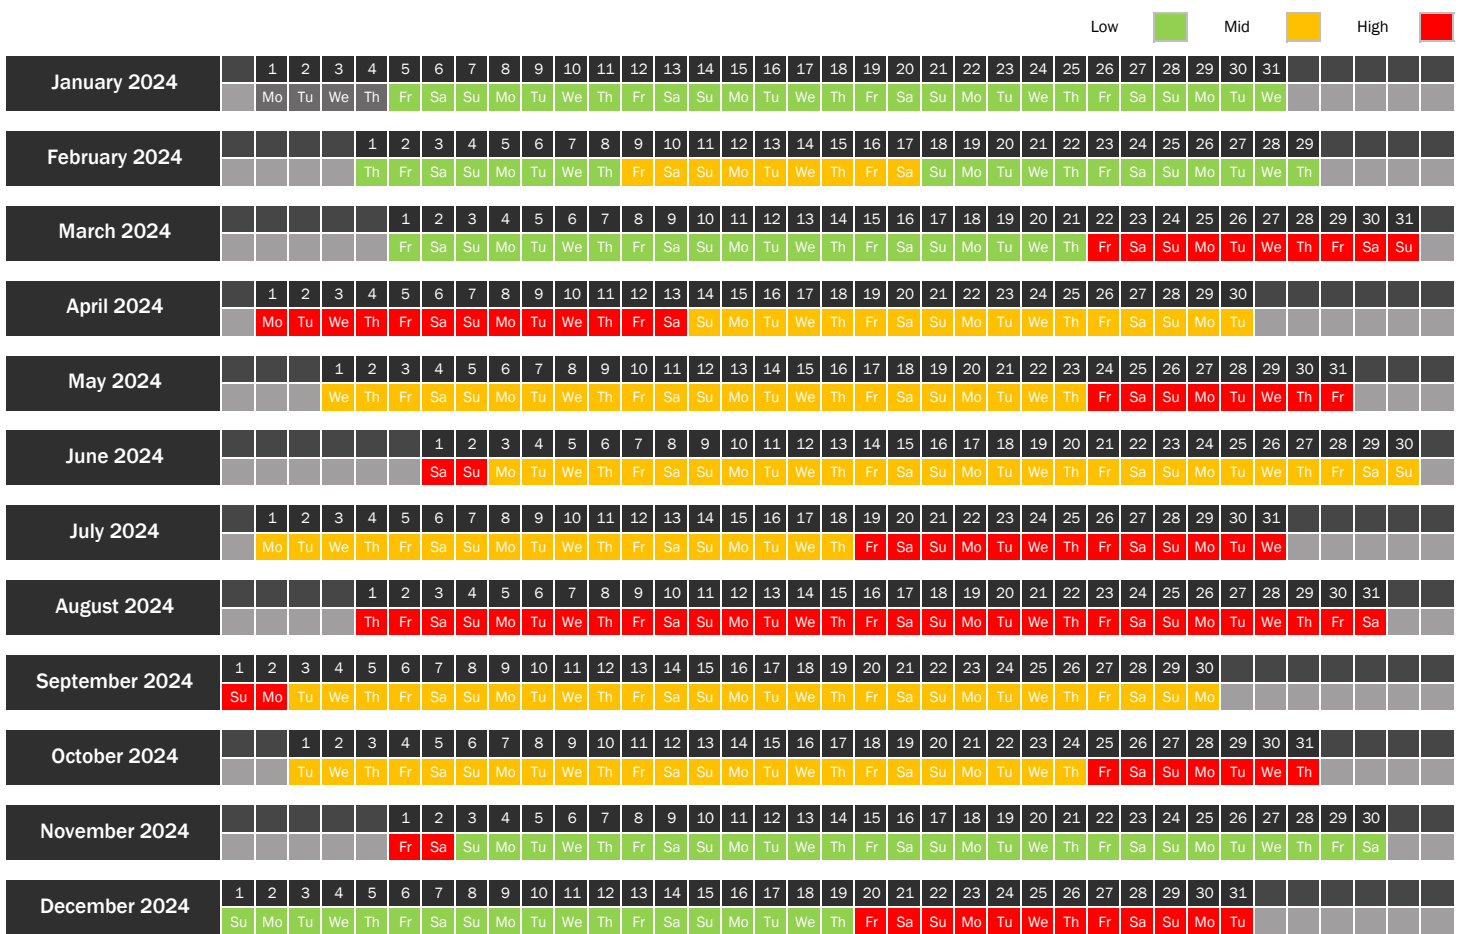 Low Mid High
1 2 3 4 5 6 7 8 9 10 11 12 13 14 15 16 17 18 19 20 21 22 23 24 25 26 27 28 29 30 31
January 2024
Mo Tu We Th Fr Sa Su Mo Tu We Th Fr Sa Su Mo Tu We Th Fr Sa Su Mo Tu We Th Fr Sa Su Mo Tu We
1 2 3 4 5 6 7 8 9 10 11 12 13 14 15 16 17 18 19 20 21 22 23 24 25 26 27 28 29
February 2024
Th Fr Sa Su Mo Tu We Th Fr Sa Su Mo Tu We Th Fr Sa Su Mo Tu We Th Fr Sa Su Mo Tu We Th
1 2 3 4 5 6 7 8 9 10 11 12 13 14 15 16 17 18 19 20 21 22 23 24 25 26 27 28 29 30 31
March 2024
Fr Sa Su Mo Tu We Th Fr Sa Su Mo Tu We Th Fr Sa Su Mo Tu We Th Fr Sa Su Mo Tu We Th Fr Sa Su
1 2 3 4 5 6 7 8 9 10 11 12 13 14 15 16 17 18 19 20 21 22 23 24 25 26 27 28 29 30
April 2024
Mo Tu We Th Fr Sa Su Mo Tu We Th Fr Sa Su Mo Tu We Th Fr Sa Su Mo Tu We Th Fr Sa Su Mo Tu
1 2 3 4 5 6 7 8 9 10 11 12 13 14 15 16 17 18 19 20 21 22 23 24 25 26 27 28 29 30 31
May 2024
We Th Fr Sa Su Mo Tu We Th Fr Sa Su Mo Tu We Th Fr Sa Su Mo Tu We Th Fr Sa Su Mo Tu We Th Fr
1 2 3 4 5 6 7 8 9 10 11 12 13 14 15 16 17 18 19 20 21 22 23 24 25 26 27 28 29 30
June 2024
Sa Su Mo Tu We Th Fr Sa Su Mo Tu We Th Fr Sa Su Mo Tu We Th Fr Sa Su Mo Tu We Th Fr Sa Su
1 2 3 4 5 6 7 8 9 10 11 12 13 14 15 16 17 18 19 20 21 22 23 24 25 26 27 28 29 30 31
July 2024
Mo Tu We Th Fr Sa Su Mo Tu We Th Fr Sa Su Mo Tu We Th Fr Sa Su Mo Tu We Th Fr Sa Su Mo Tu We
1 2 3 4 5 6 7 8 9 10 11 12 13 14 15 16 17 18 19 20 21 22 23 24 25 26 27 28 29 30 31
August 2024
Th Fr Sa Su Mo Tu We Th Fr Sa Su Mo Tu We Th Fr Sa Su Mo Tu We Th Fr Sa Su Mo Tu We Th Fr Sa
1 2 3 4 5 6 7 8 9 10 11 12 13 14 15 16 17 18 19 20 21 22 23 24 25 26 27 28 29 30
September 2024
Su Mo Tu We Th Fr Sa Su Mo Tu We Th Fr Sa Su Mo Tu We Th Fr Sa Su Mo Tu We Th Fr Sa Su Mo
1 2 3 4 5 6 7 8 9 10 11 12 13 14 15 16 17 18 19 20 21 22 23 24 25 26 27 28 29 30 31
October 2024
Tu We Th Fr Sa Su Mo Tu We Th Fr Sa Su Mo Tu We Th Fr Sa Su Mo Tu We Th Fr Sa Su Mo Tu We Th
1 2 3 4 5 6 7 8 9 10 11 12 13 14 15 16 17 18 19 20 21 22 23 24 25 26 27 28 29 30
November 2024
Fr Sa Su Mo Tu We Th Fr Sa Su Mo Tu We Th Fr Sa Su Mo Tu We Th Fr Sa Su Mo Tu We Th Fr Sa
1 2 3 4 5 6 7 8 9 10 11 12 13 14 15 16 17 18 19 20 21 22 23 24 25 26 27 28 29 30 31
December 2024
Su Mo Tu We Th Fr Sa Su Mo Tu We Th Fr Sa Su Mo Tu We Th Fr Sa Su Mo Tu We Th Fr Sa Su Mo Tu